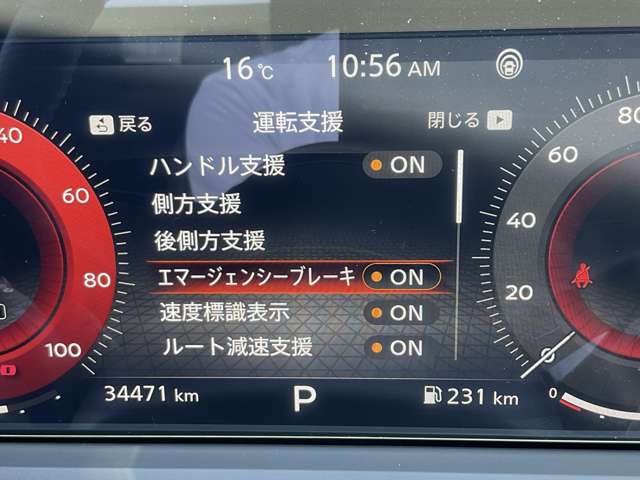 16℃ 10:56 AM
戻る 運転支援 閉じる
ハンドル支援 ON
側方支援
後側方支援
エマージェンシーブレーキ ON
速度標識表示 ON
ルート減速支援 ON
34471 km P 231 km
40
60
80
100
80
60
40
20
0
0